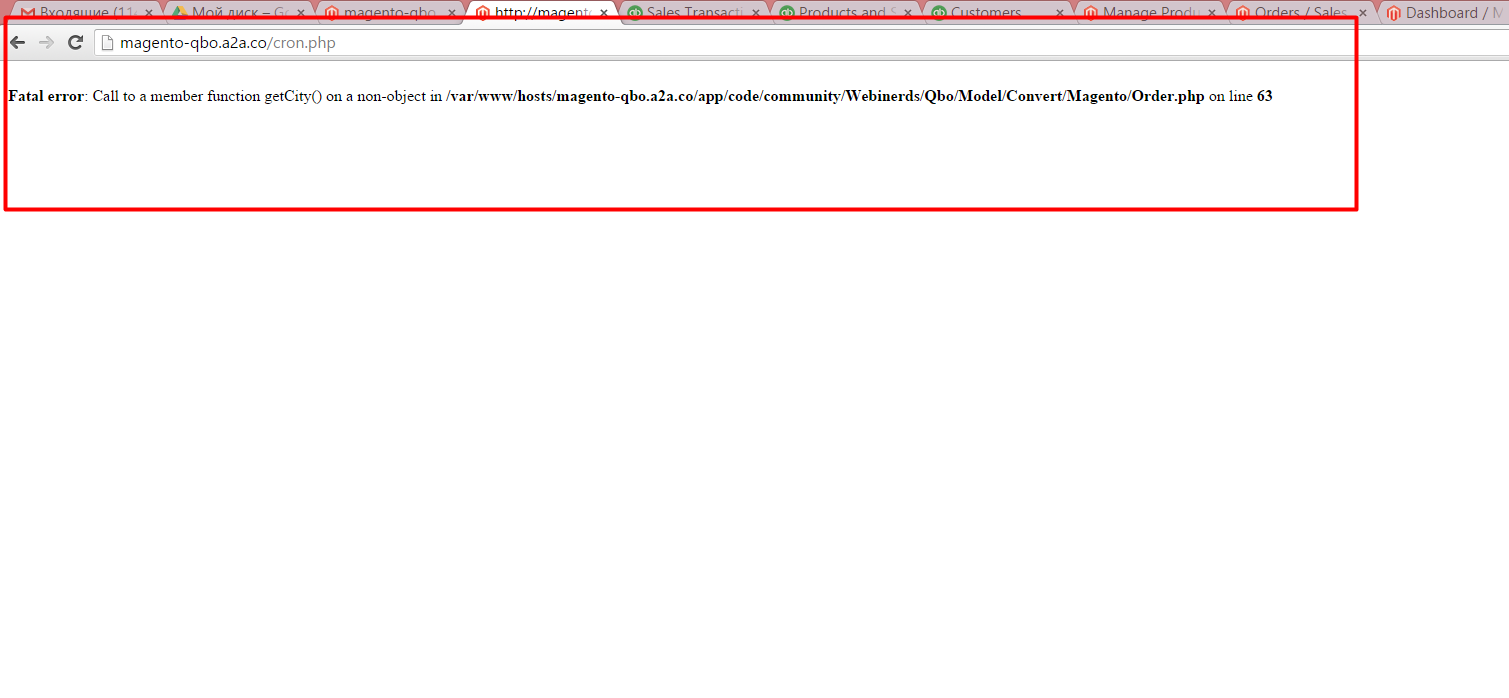 Входящие (11 Мой диск – Go magento-qbo http://magent Sales Transacti Products and S Customers Manage Produ Orders / Sales Dashboard / M
magento-qbo.a2a.co/cron.php
Fatal error: Call to a member function getCity() on a non-object in /var/www/hosts/magento-qbo.a2a.co/app/code/community/Webinerds/Qbo/Model/Convert/Magento/Order.php on line 63